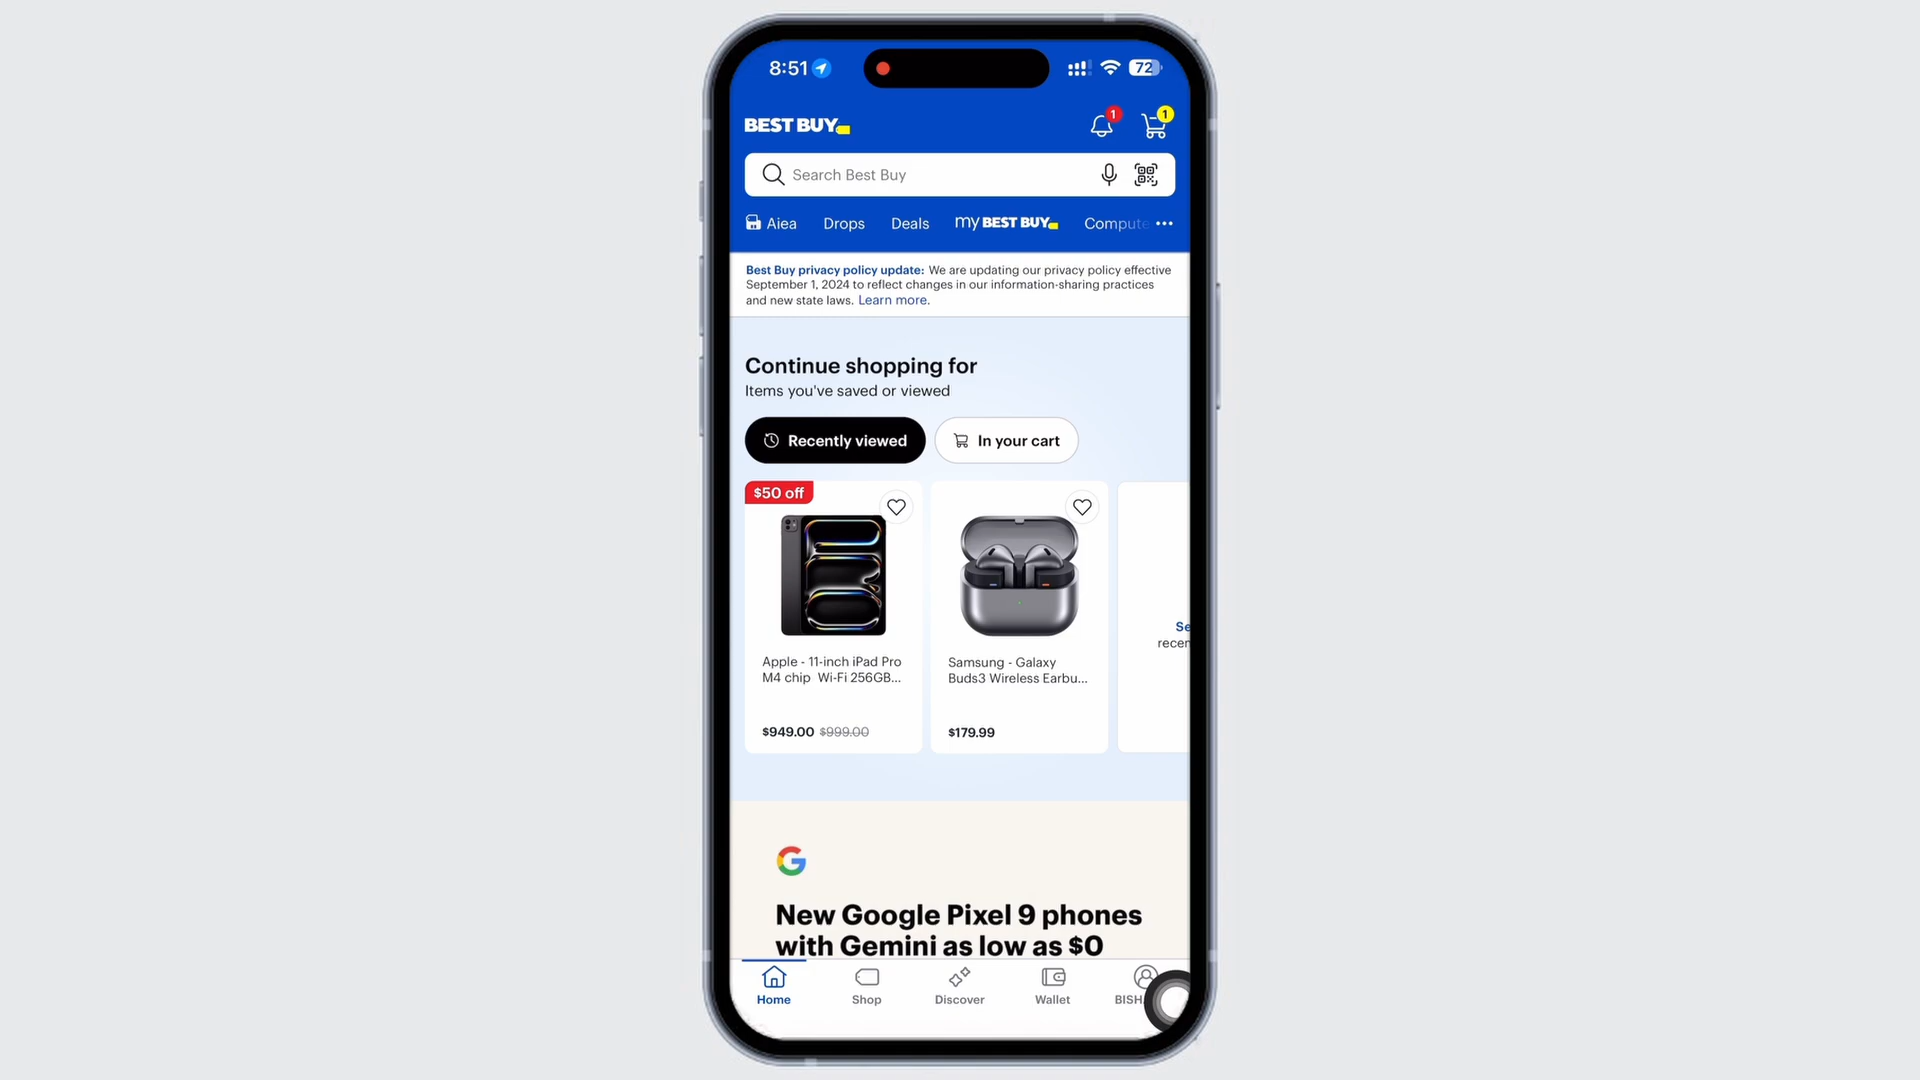 8:51
72
BEST BUY
1
1
Search Best Buy
Aiea Drops Deals my BEST BUY Compute
Best Buy privacy policy update: We are updating our privacy policy effective
September 1, 2024 to reflect changes in our information-sharing practices
and new state laws. Learn more.
Continue shopping for
Items you've saved or viewed
Recently viewed
In your cart
$50 off
Apple - 11-inch iPad Pro
M4 chip Wi-Fi 256GB...
$949.00 $999.00
Samsung - Galaxy
Buds3 Wireless Earbu...
$179.99
Se
recen
G
New Google Pixel 9 phones
with Gemini as low as $0
Home Shop Discover Wallet BISH